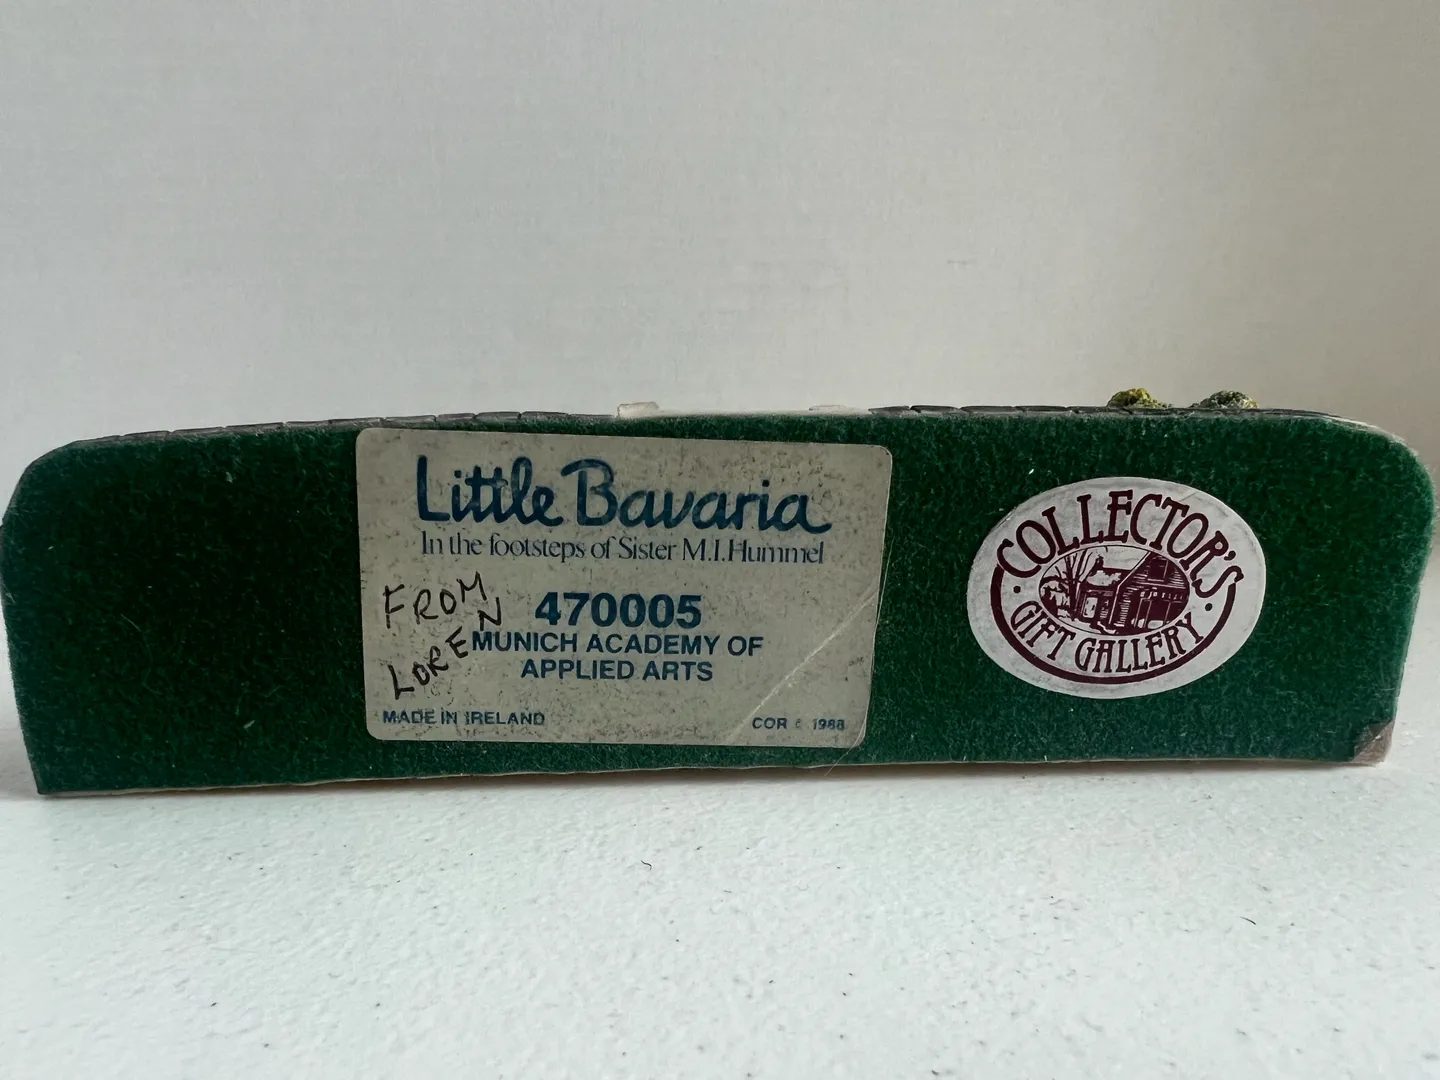 Little Bavaria
In the footsteps of Sister M.I. Hummel
FROM
LOREN
470005
MUNICH ACADEMY OF
APPLIED ARTS
MADE IN IRELAND
COR © 1988
COLLECTOR'S
GIFT GALLERY